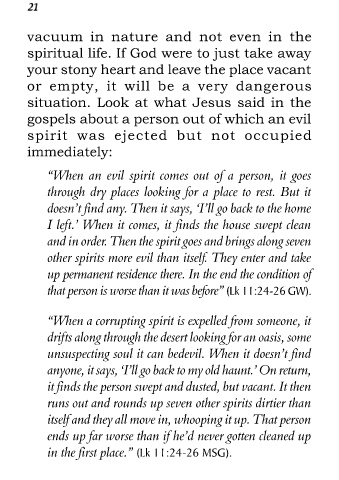 21
vacuum in nature and not even in the
spiritual life. If God were to just take away
your stony heart and leave the place vacant
or empty, it will be a very dangerous
situation. Look at what Jesus said in the
gospels about a person out of which an evil
spirit was ejected but not occupied
immediately:
“When an evil spirit comes out of a person, it goes
through dry places looking for a place to rest. But it
doesn’t find any. Then it says, ‘I’ll go back to the home
I left.’ When it comes, it finds the house swept clean
and in order. Then the spirit goes and brings along seven
other spirits more evil than itself. They enter and take
up permanent residence there. In the end the condition of
that person is worse than it was before” (Lk 11:24-26 GW).
“When a corrupting spirit is expelled from someone, it
drifts along through the desert looking for an oasis, some
unsuspecting soul it can bedevil. When it doesn’t find
anyone, it says, ‘I’ll go back to my old haunt.’ On return,
it finds the person swept and dusted, but vacant. It then
runs out and rounds up seven other spirits dirtier than
itself and they all move in, whooping it up. That person
ends up far worse than if he’d never gotten cleaned up
in the first place.” (Lk 11:24-26 MSG).